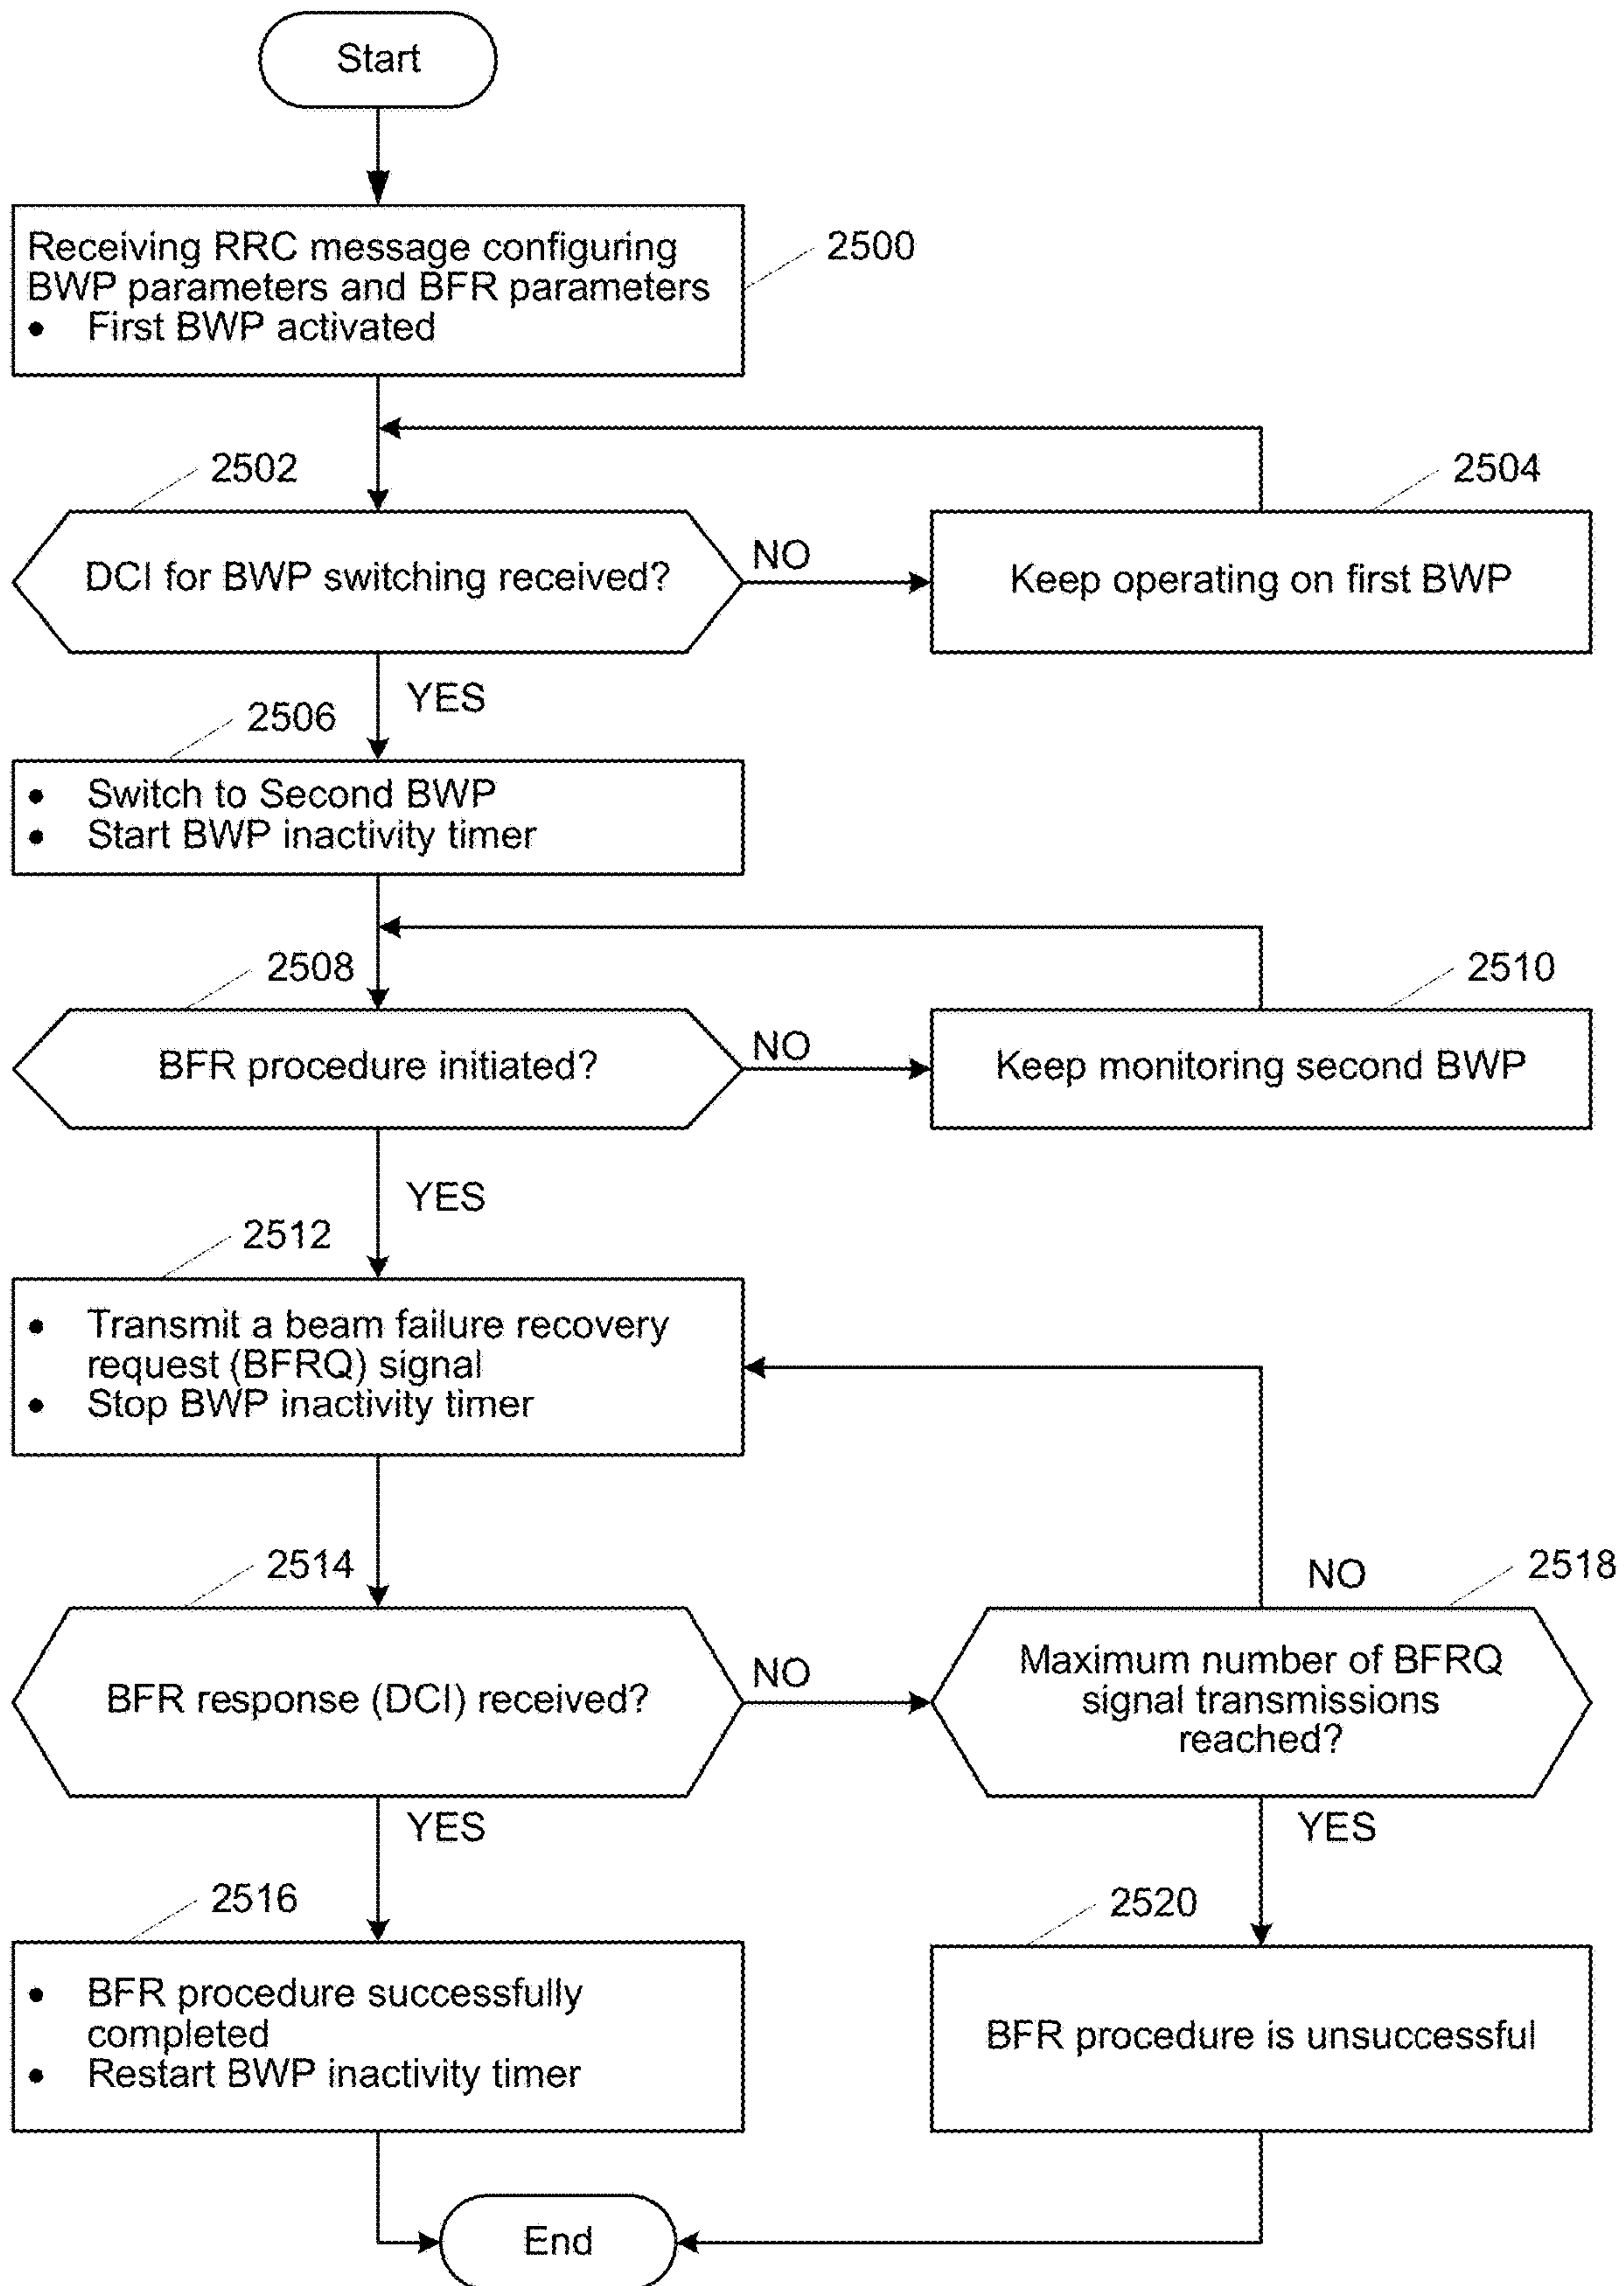 Start
Receiving RRC message configuring
BWP parameters and BFR parameters
• First BWP activated
2500
2502
DCI for BWP switching received?
NO
2504
Keep operating on first BWP
YES
2506
• Switch to Second BWP
• Start BWP inactivity timer
2508
BFR procedure initiated?
NO
2510
Keep monitoring second BWP
YES
2512
• Transmit a beam failure recovery
request (BFRQ) signal
• Stop BWP inactivity timer
2514
BFR response (DCI) received?
NO
NO
2518
Maximum number of BFRQ
signal transmissions
reached?
YES
YES
2516
• BFR procedure successfully
completed
• Restart BWP inactivity timer
2520
BFR procedure is unsuccessful
End